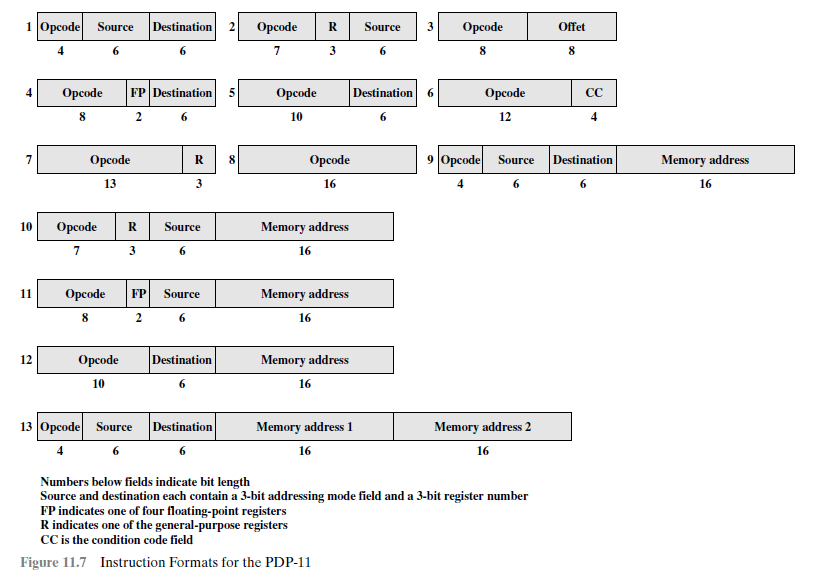 1 Opcode Source Destination 2 Opcode R Source 3 Opcode Offet
4 6 6 7 3 6 8 8
4 Opcode FP Destination 5 Opcode Destination 6 Opcode CC
8 2 6 10 6 12 4
7 Opcode R 8 Opcode 9 Opcode Source Destination Memory address
13 3 16 4 6 6 16
10 Opcode R Source Memory address
7 3 6 16
11 Opcode FP Source Memory address
8 2 6 16
12 Opcode Destination Memory address
10 6 16
13 Opcode Source Destination Memory address 1 Memory address 2
4 6 6 16 16
Numbers below fields indicate bit length
Source and destination each contain a 3-bit addressing mode field and a 3-bit register number
FP indicates one of four floating-point registers
R indicates one of the general-purpose registers
CC is the condition code field
Figure 11.7 Instruction Formats for the PDP-11